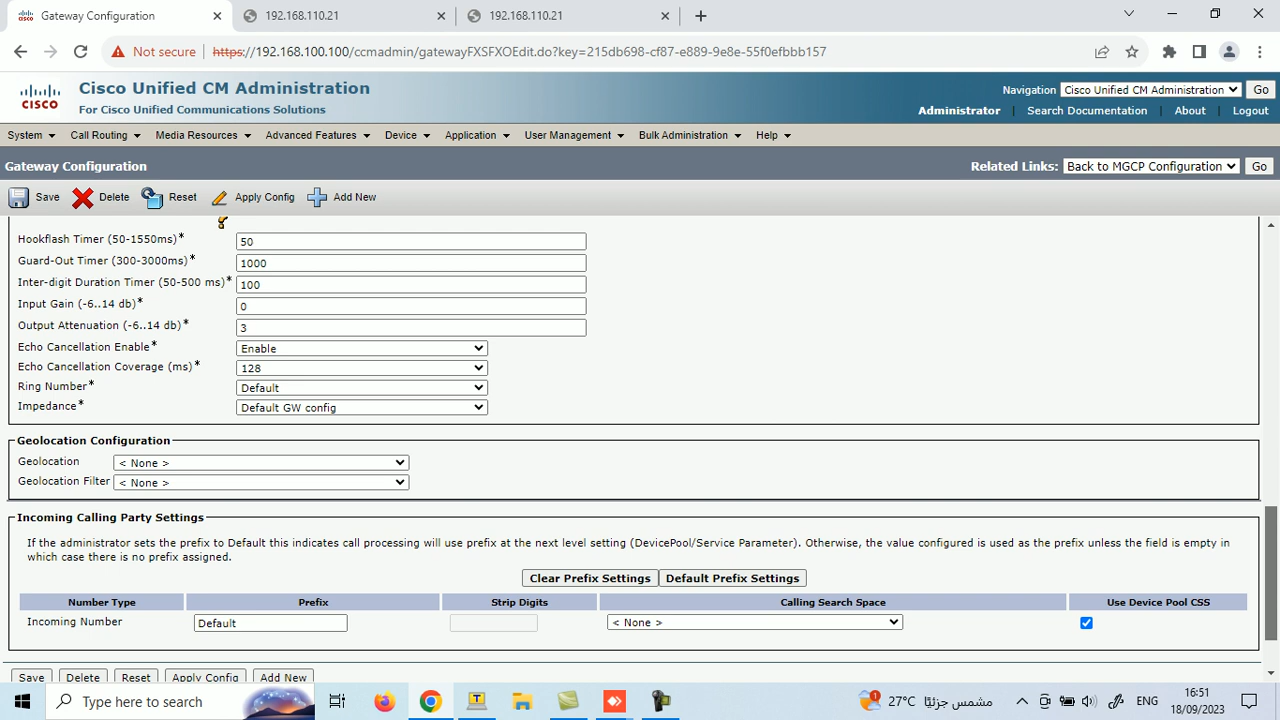 Gateway Configuration
192.168.110.21
192.168.110.21
Not secure
https://192.168.100.100/ccmadmin/gatewayFXSFXOEdit.do?key=215db698-cf87-e889-9e8e-55f0efbbb157
CISCO
Cisco Unified CM Administration
For Cisco Unified Communications Solutions
Navigation Cisco Unified CM Administration Go
Administrator | Search Documentation | About | Logout
System Call Routing Media Resources Advanced Features Device Application User Management Bulk Administration Help
Gateway Configuration
Related Links: Back to MGCP Configuration Go
Save Delete Reset Apply Config Add New
Hookflash Timer (50-1550ms)* 50
Guard-Out Timer (300-3000ms)* 1000
Inter-digit Duration Timer (50-500 ms)* 100
Input Gain (-6..14 db)* 0
Output Attenuation (-6..14 db)* 3
Echo Cancellation Enable* Enable
Echo Cancellation Coverage (ms)* 128
Ring Number* Default
Impedance* Default GW config
Geolocation Configuration
Geolocation < None >
Geolocation Filter < None >
Incoming Calling Party Settings
If the administrator sets the prefix to Default this indicates call processing will use prefix at the next level setting (DevicePool/Service Parameter). Otherwise, the value configured is used as the prefix unless the field is empty in
which case there is no prefix assigned.
Clear Prefix Settings Default Prefix Settings
Number Type Prefix Strip Digits Calling Search Space Use Device Pool CSS
Incoming Number Default < None >
Save Delete Reset Apply Config Add New
Type here to search
1
27°C مشمس جزئيًا
ENG
16:51
18/09/2023